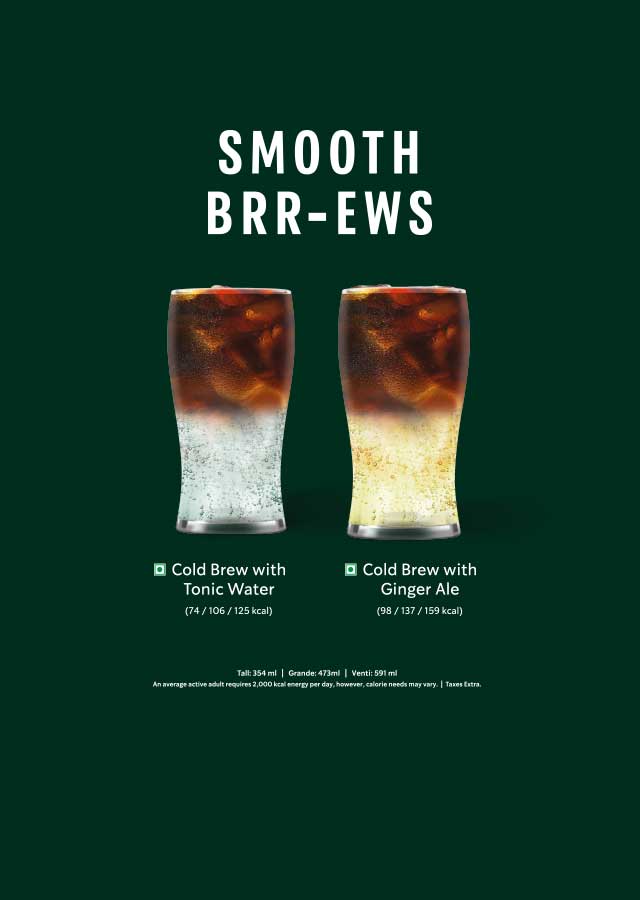 SMOOTH
BRR-EWS
Cold Brew with
Tonic Water
(74 / 106 / 125 kcal)
Cold Brew with
Ginger Ale
(98 / 137 / 159 kcal)
Tall: 354 ml | Grande: 473ml | Venti: 591 ml
An average active adult requires 2,000 kcal energy per day, however, calorie needs may vary. | Taxes Extra.